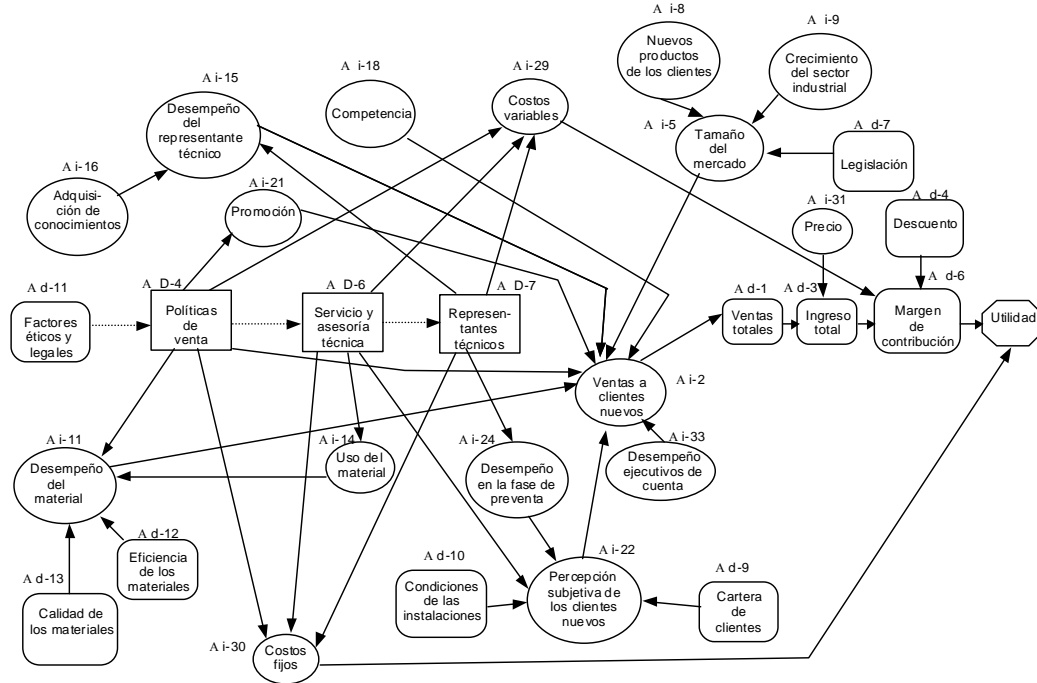 A i-8
Nuevos
productos
de los clientes
A i-9
Crecimiento
del sector
industrial
A i-15
Desempeño
del
representante
técnico
A i-18
Competencia
A i-29
Costos
variables
A i-5
Tamaño
del
mercado
A d-7
Legislación
A i-16
Adquisi-
ción de
conocimientos
A i-21
Promoción
A i-31
Precio
A d-4
Descuento
A d-11
Factores
éticos y
legales
A D-4
Políticas
de
venta
A D-6
Servicio y
asesoría
técnica
A D-7
Represen-
tantes
técnicos
A d-1
Ventas
totales
A d-3
Ingreso
total
A d-6
Margen
de
contribución
Utilidad
A i-2
Ventas a
clientes
nuevos
A i-11
Desempeño
del
material
A i-14
Uso del
material
A i-24
Desempeño
en la fase de
preventa
A i-33
Desempeño
ejecutivos de
cuenta
A d-12
Eficiencia
de los
materiales
A d-13
Calidad de
los materiales
A d-10
Condiciones
de las
instalaciones
A i-22
Percepción
subjetiva de
los clientes
nuevos
A d-9
Cartera
de
clientes
A i-30
Costos
fijos